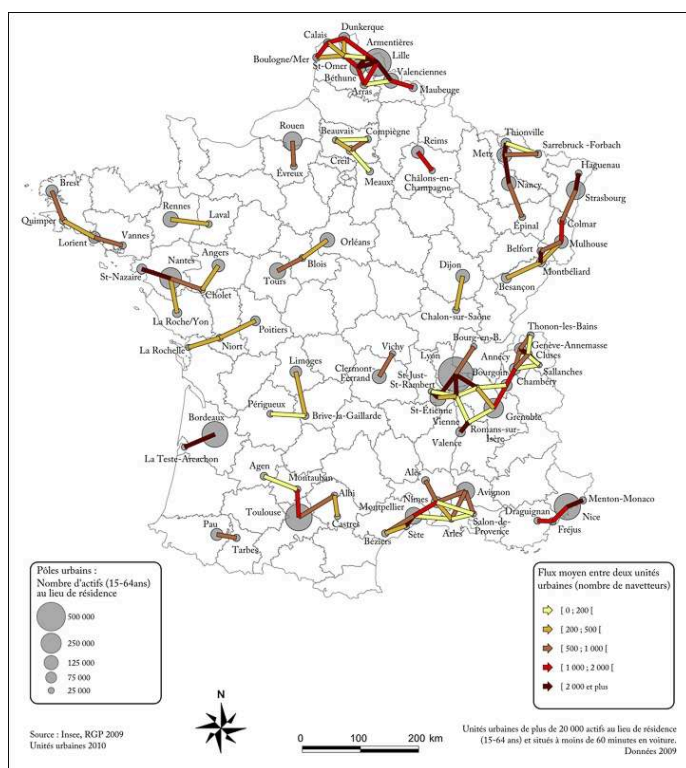 Dunkerque
Calais
Armentières
Boulogne/Mer
Lille
St-Omer
Béthune
Valenciennes
Arras
Maubeuge
Rouen
Beauvais
Compiègne
Reims
Thionville
Sarrebruck -Forbach
Metz
Évreux
Creil
Meaux
Châlons-en-
Champagne
Haguenau
Nancy
Strasbourg
Brest
Rennes
Laval
Épinal
Colmar
Quimper
Lorient
Vannes
Orléans
Belfort
Mulhouse
Angers
Nantes
St-Nazaire
Blois
Dijon
Montbéliard
Besançon
Tours
Cholet
La Roche/Yon
Chalon-sur-Saône
Poitiers
Thonon-les-Bains
La Rochelle
Niort
Vichy
Bourg-en-B.
Genève-Annemasse
Lyon
Annecy
Cluses
Limoges
Clermont-
Ferrand
St-Just-
St-Rambert
Bourgoin
Sallanches
Chambéry
Périgueux
Brive-la-Gaillarde
St-Étienne
Vienne
Grenoble
Bordeaux
Romans-sur-
Isère
Valence
La Teste-Arcachon
Agen
Montauban
Albi
Alès
Avignon
Nîmes
Montpellier
Menton-Monaco
Toulouse
Castres
Salon-de-
Provence
Draguignan
Nice
Pau
Tarbes
Béziers
Sète
Arles
Fréjus
Pôles urbains :
Nombre d'actifs (15-64ans)
au lieu de résidence
500 000
250 000
125 000
75 000
25 000
Flux moyen entre deux unités
urbaines (nombre de navetteurs)
[ 0 ; 200 [
[ 200 ; 500 [
[ 500 ; 1 000 [
[ 1 000 ; 2 000 [
[ 2 000 et plus
N
Source : Insee, RGP 2009
Unités urbaines 2010
0 100 200 km
Unités urbaines de plus de 20 000 actifs au lieu de résidence
(15-64 ans) et situés à moins de 60 minutes en voiture.
Données 2009